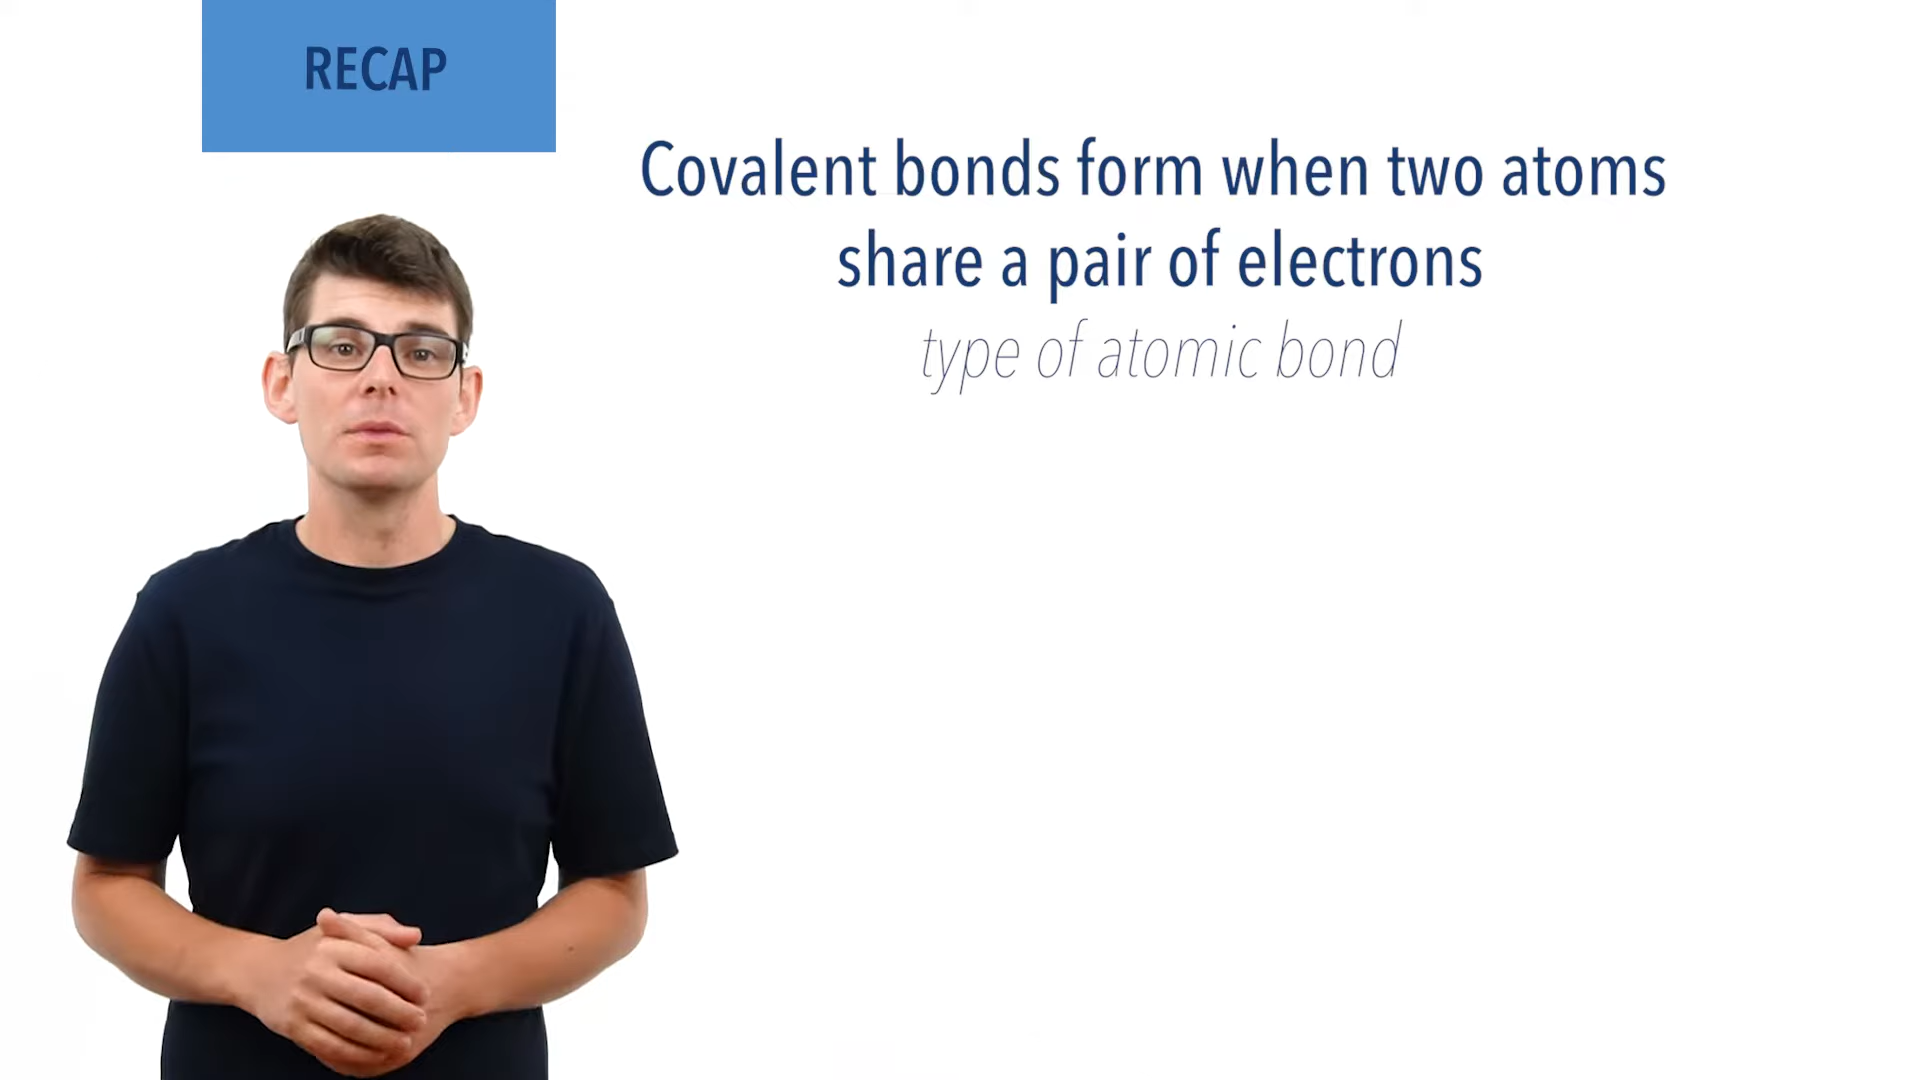 RECAP
Covalent bonds form when two atoms
share a pair of electrons
type of atomic bond